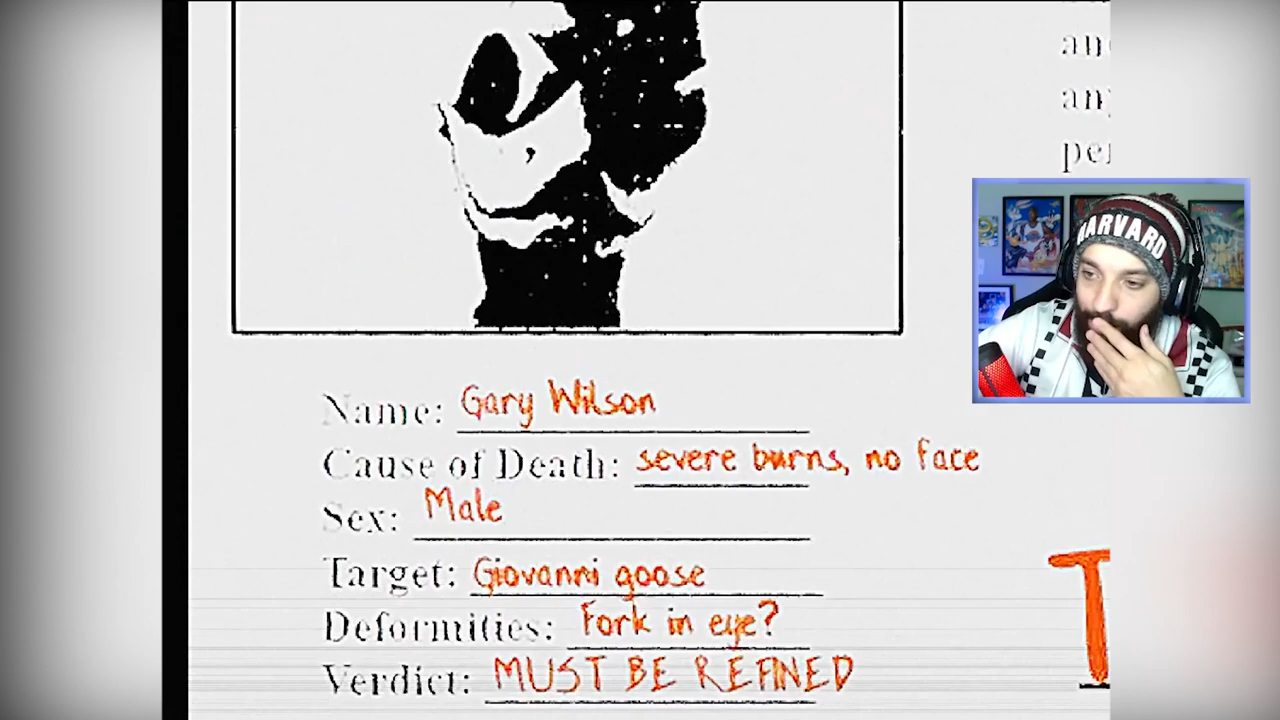 HARVARD
Name: Gary Wilson
Cause of Death: severe burns, no face
Sex: Male
Target: Giovanni goose
Deformities: Fork in eye?
Verdict: MUST BE REFINED